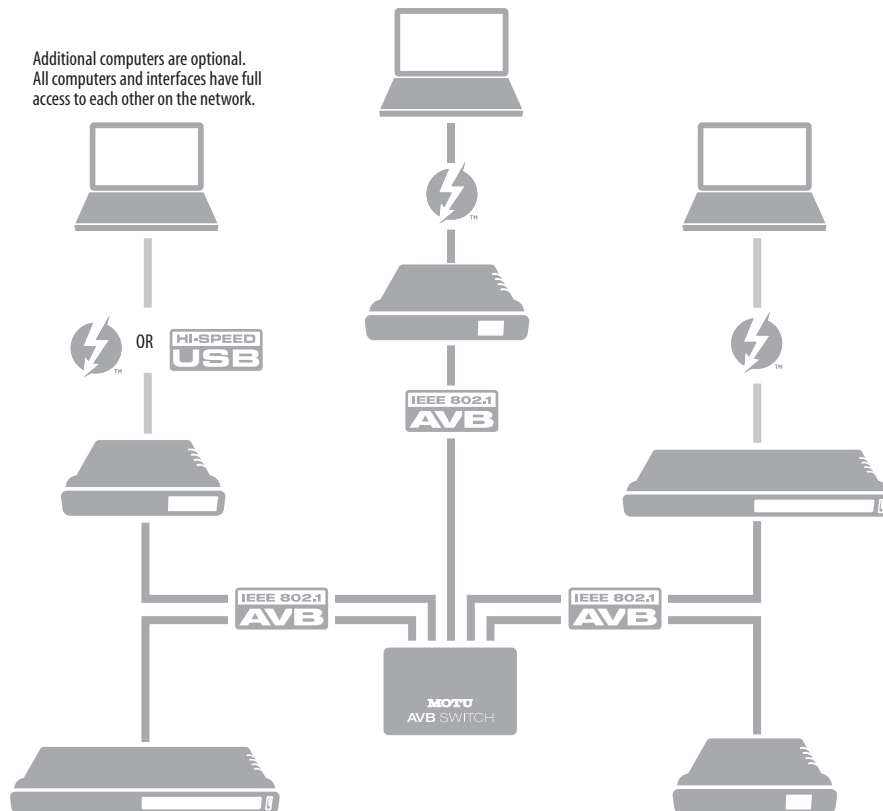 Additional computers are optional.
All computers and interfaces have full
access to each other on the network.
TM
OR
HI-SPEED
USB
TM
TM
IEEE 802.1
AVB
IEEE 802.1
AVB
IEEE 802.1
AVB
MOTU
AVB SWITCH